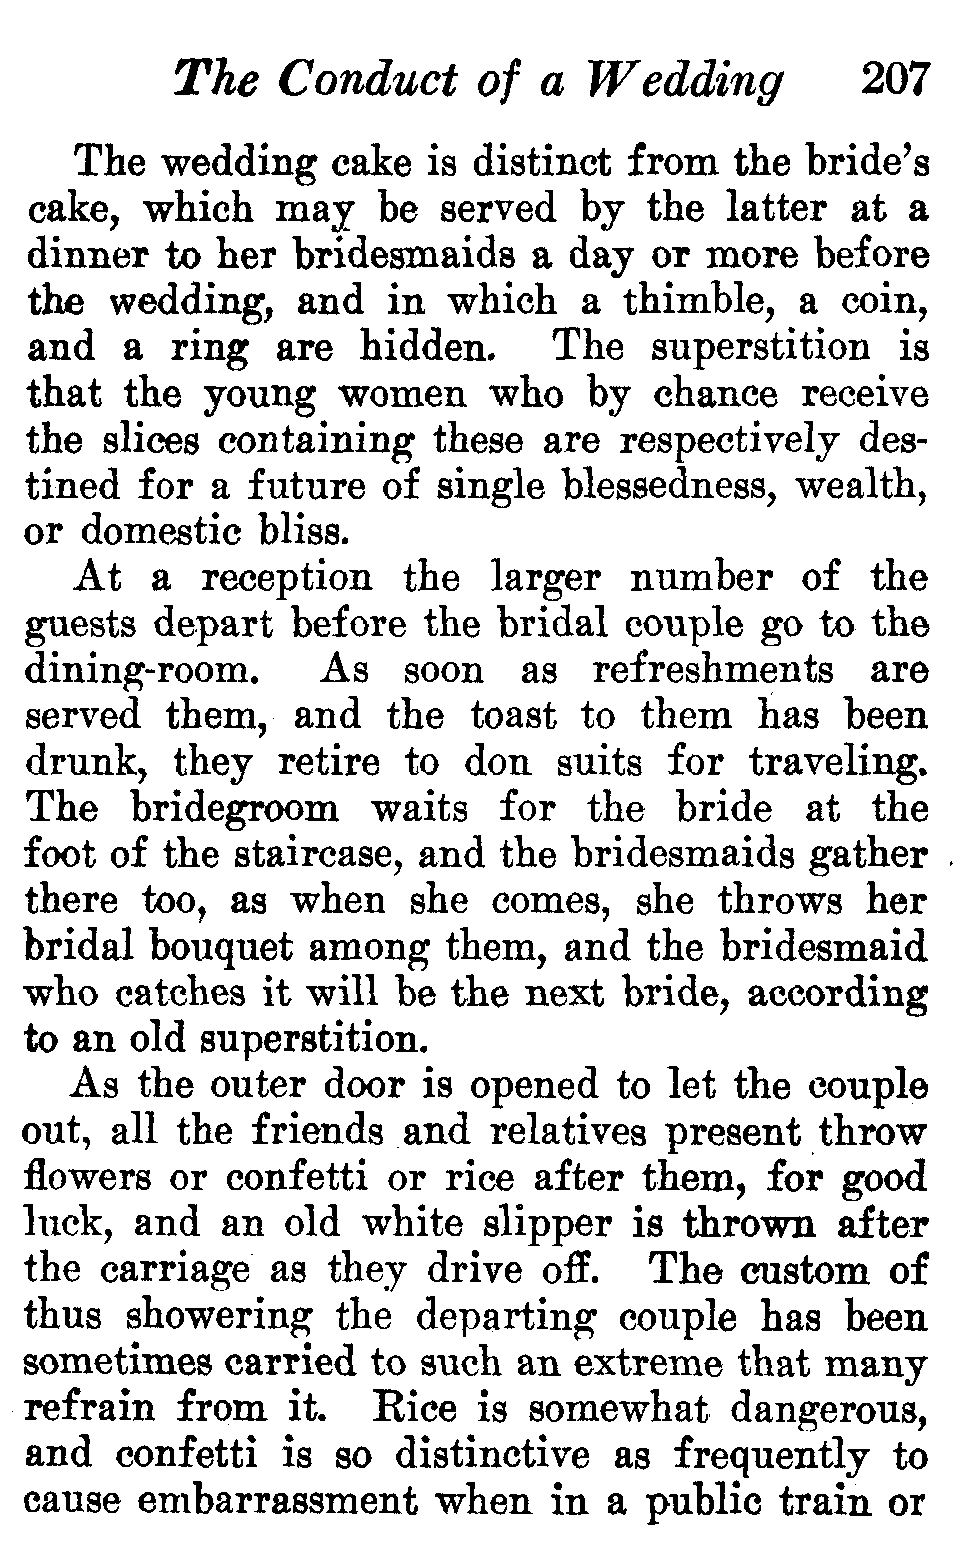 The Conduct of a Wedding 207
The wedding cake is distinct from the bride's
cake, which may be served by the latter at a
dinner to her bridesmaids a day or more before
the wedding, and in which a thimble, a coin,
and a ring are hidden. The superstition is
that the young women who by chance receive
the slices containing these are respectively des-
tined for a future of single blessedness, wealth,
or domestic bliss.
At a reception the larger number of the
guests depart before the bridal couple go to the
dining-room. As soon as refreshments are
served them, and the toast to them has been
drunk, they retire to don suits for traveling.
The bridegroom waits for the bride at the
foot of the staircase, and the bridesmaids gather
there too, as when she comes, she throws her
bridal bouquet among them, and the bridesmaid
who catches it will be the next bride, according
to an old superstition.
As the outer door is opened to let the couple
out, all the friends and relatives present throw
flowers or confetti or rice after them, for good
luck, and an old white slipper is thrown after
the carriage as they drive off. The custom of
thus showering the departing couple has been
sometimes carried to such an extreme that many
refrain from it. Rice is somewhat dangerous,
and confetti is so distinctive as frequently to
cause embarrassment when in a public train or